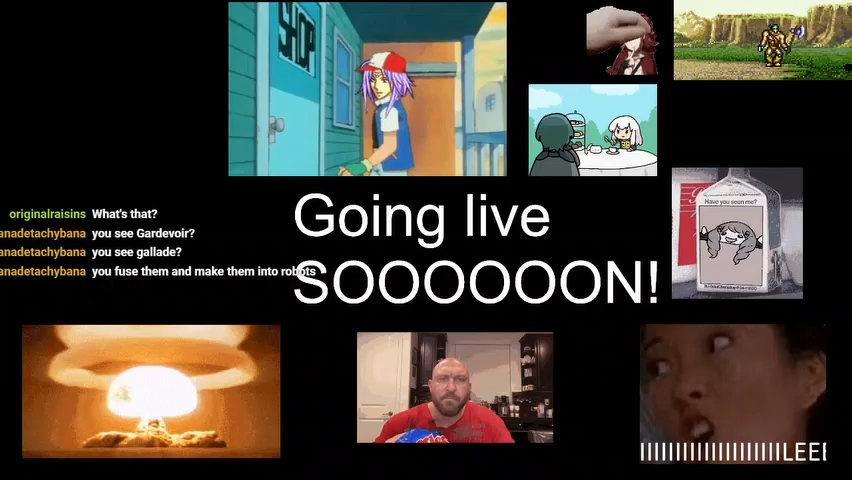 SHOP
Have you seen me?
originalraisins What's that?
anadetachybana you see Gardevoir?
anadetachybana you see gallade?
anadetachybana you fuse them and make them into robots
Going live
SOOOOOON!
IIIIIIIIIIIIIIIIIIIILEE